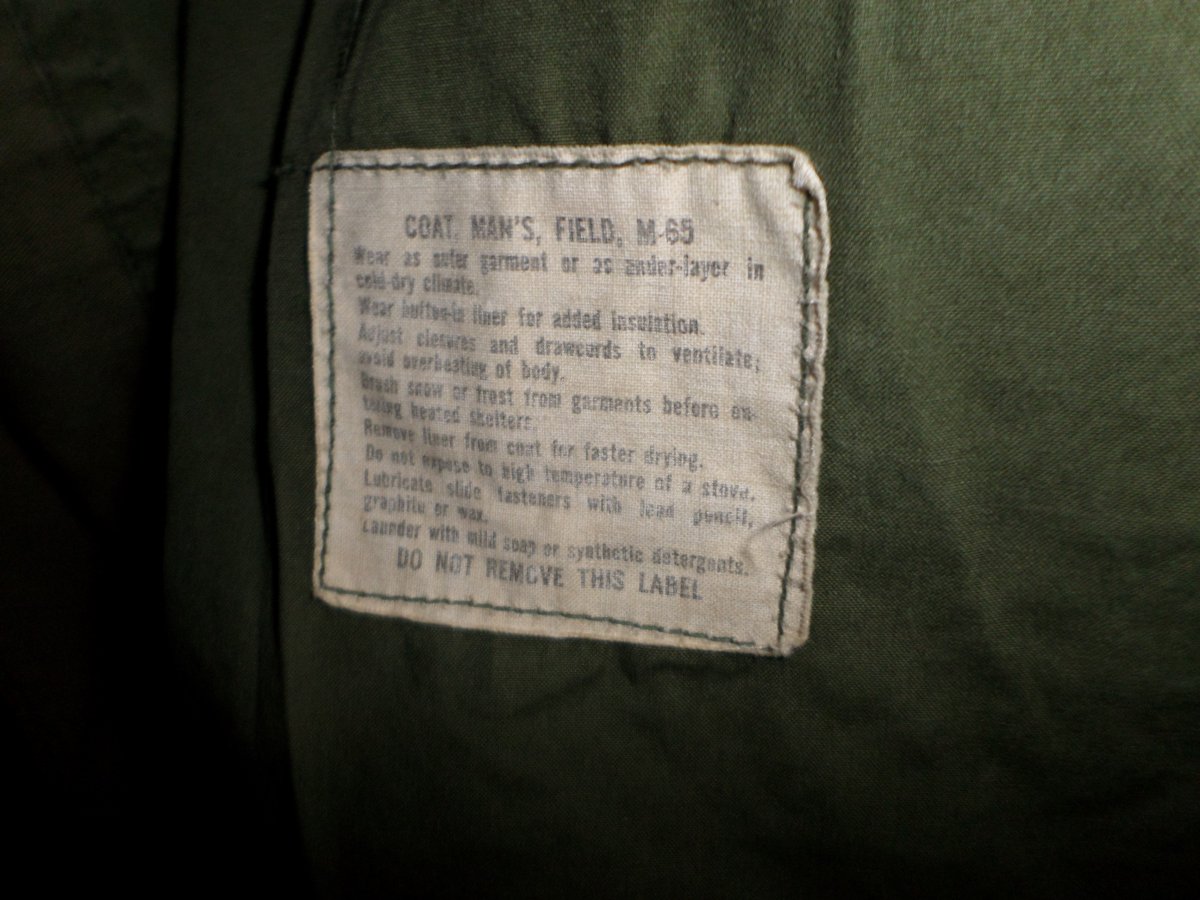 COAT, MAN'S, FIELD, M-65
Wear as outer garment or as under-layer in
cold-dry climate.
Wear button-in liner for added insulation.
Adjust closures and drawcords to ventilate;
avoid overheating of body.
Brush snow or frost from garments before en-
tering heated shelters.
Remove liner from coat for faster drying.
Do not expose to high temperature of a stove.
Lubricate slide fasteners with lead pencil,
graphite or wax.
Launder with mild soap or synthetic detergents.
DO NOT REMOVE THIS LABEL